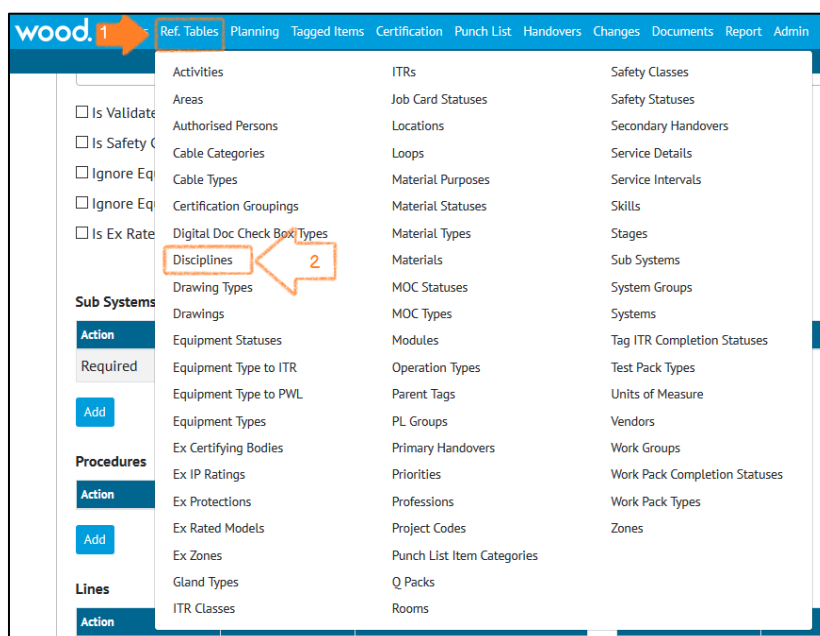 wood. 1 Ref. Tables Planning Tagged Items Certification Punch List Handovers Changes Documents Report Admin
Activities ITRs Safety Classes
Areas Job Card Statuses Safety Statuses
Is Validate
Authorised Persons Locations Secondary Handovers
Is Safety
Cable Categories Loops Service Details
Ignore Eq
Cable Types Material Purposes Service Intervals
Ignore Eq
Certification Groupings Material Statuses Skills
Is Ex Rate
Digital Doc Check Box Types Material Types Stages
Disciplines 2 Materials Sub Systems
Drawing Types MOC Statuses System Groups
Sub Systems
Drawings MOC Types Systems
Action
Equipment Statuses Modules Tag ITR Completion Statuses
Required
Equipment Type to ITR Operation Types Test Pack Types
Equipment Type to PWL Parent Tags Units of Measure
Add
Equipment Types PL Groups Vendors
Ex Certifying Bodies Primary Handovers Work Groups
Procedures
Ex IP Ratings Priorities Work Pack Completion Statuses
Action
Ex Protections Professions Work Pack Types
Ex Rated Models Project Codes Zones
Add
Ex Zones Punch List Item Categories
Gland Types Q Packs
Lines
ITR Classes Rooms
Action